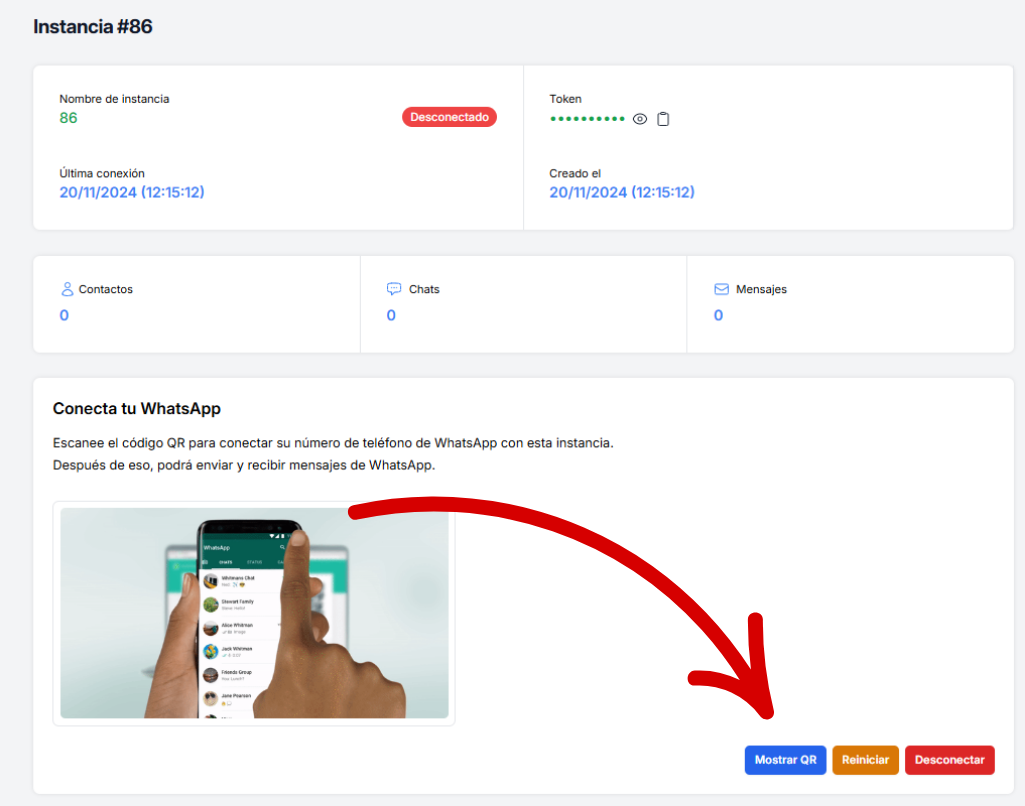 Instancia #86
Nombre de instancia
86
Desconectado
Token
Última conexión
20/11/2024 (12:15:12)
Creado el
20/11/2024 (12:15:12)
Contactos
0
Chats
0
Mensajes
0
Conecta tu WhatsApp
Escanee el código QR para conectar su número de teléfono de WhatsApp con esta instancia.
Después de eso, podrá enviar y recibir mensajes de WhatsApp.
WhatsApp
CHATS STATUS
Whitmans Chat
Stewart Family
Alice Whitman
Jack Whitman
Friends Group
Jane Pearson
Mostrar QR
Reiniciar
Desconectar